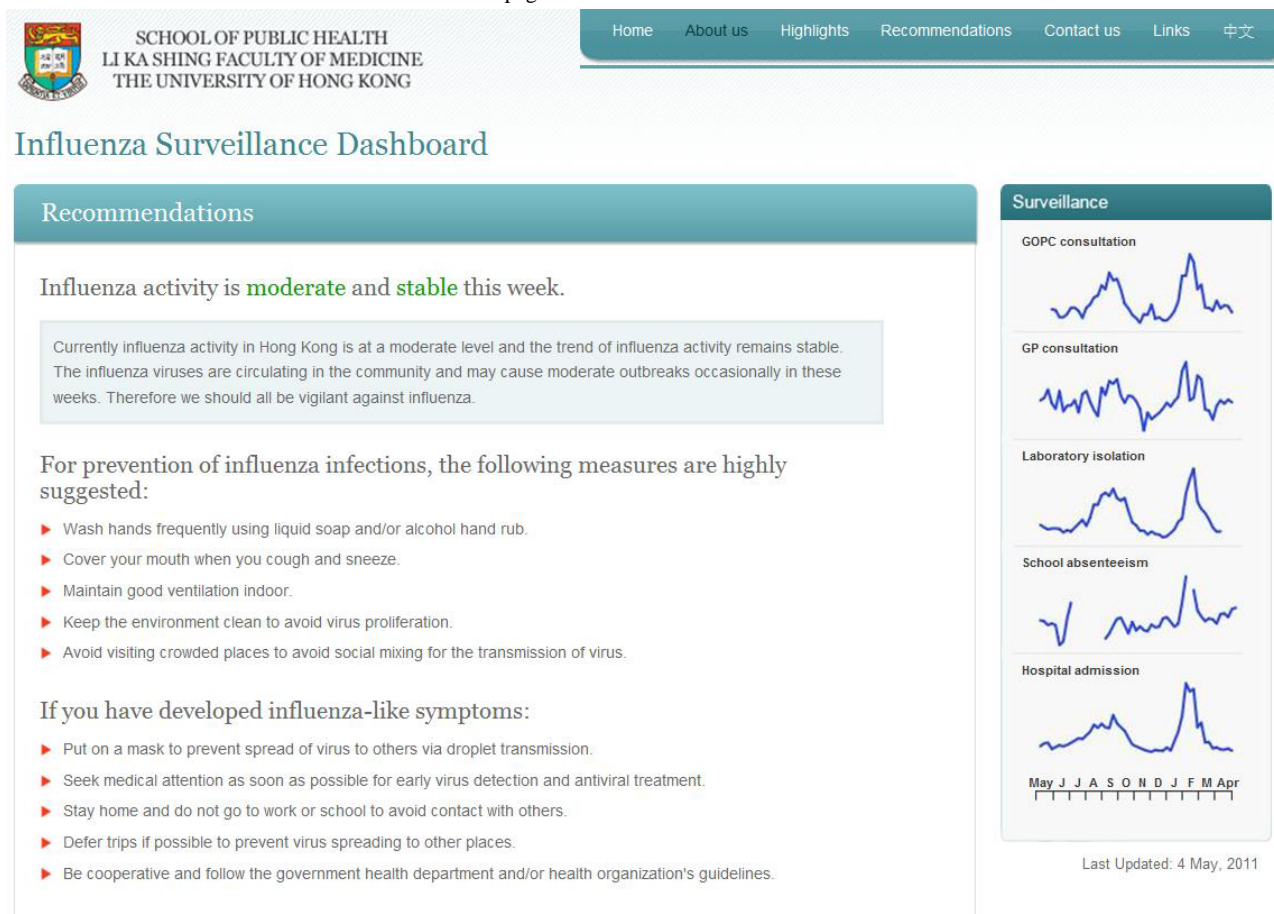 page
SCHOOL OF PUBLIC HEALTH
LI KA SHING FACULTY OF MEDICINE
THE UNIVERSITY OF HONG KONG
Home About us Highlights Recommendations Contact us Links 中文
Influenza Surveillance Dashboard
Recommendations
Influenza activity is moderate and stable this week.
Currently influenza activity in Hong Kong is at a moderate level and the trend of influenza activity remains stable.
The influenza viruses are circulating in the community and may cause moderate outbreaks occasionally in these
weeks. Therefore we should all be vigilant against influenza.
For prevention of influenza infections, the following measures are highly
suggested:
Wash hands frequently using liquid soap and/or alcohol hand rub.
Cover your mouth when you cough and sneeze.
Maintain good ventilation indoor.
Keep the environment clean to avoid virus proliferation.
Avoid visiting crowded places to avoid social mixing for the transmission of virus.
If you have developed influenza-like symptoms:
Put on a mask to prevent spread of virus to others via droplet transmission.
Seek medical attention as soon as possible for early virus detection and antiviral treatment.
Stay home and do not go to work or school to avoid contact with others.
Defer trips if possible to prevent virus spreading to other places.
Be cooperative and follow the government health department and/or health organization's guidelines.
Surveillance
GOPC consultation
GP consultation
Laboratory isolation
School absenteeism
Hospital admission
May J J A S O N D J F M Apr
Last Updated: 4 May, 2011